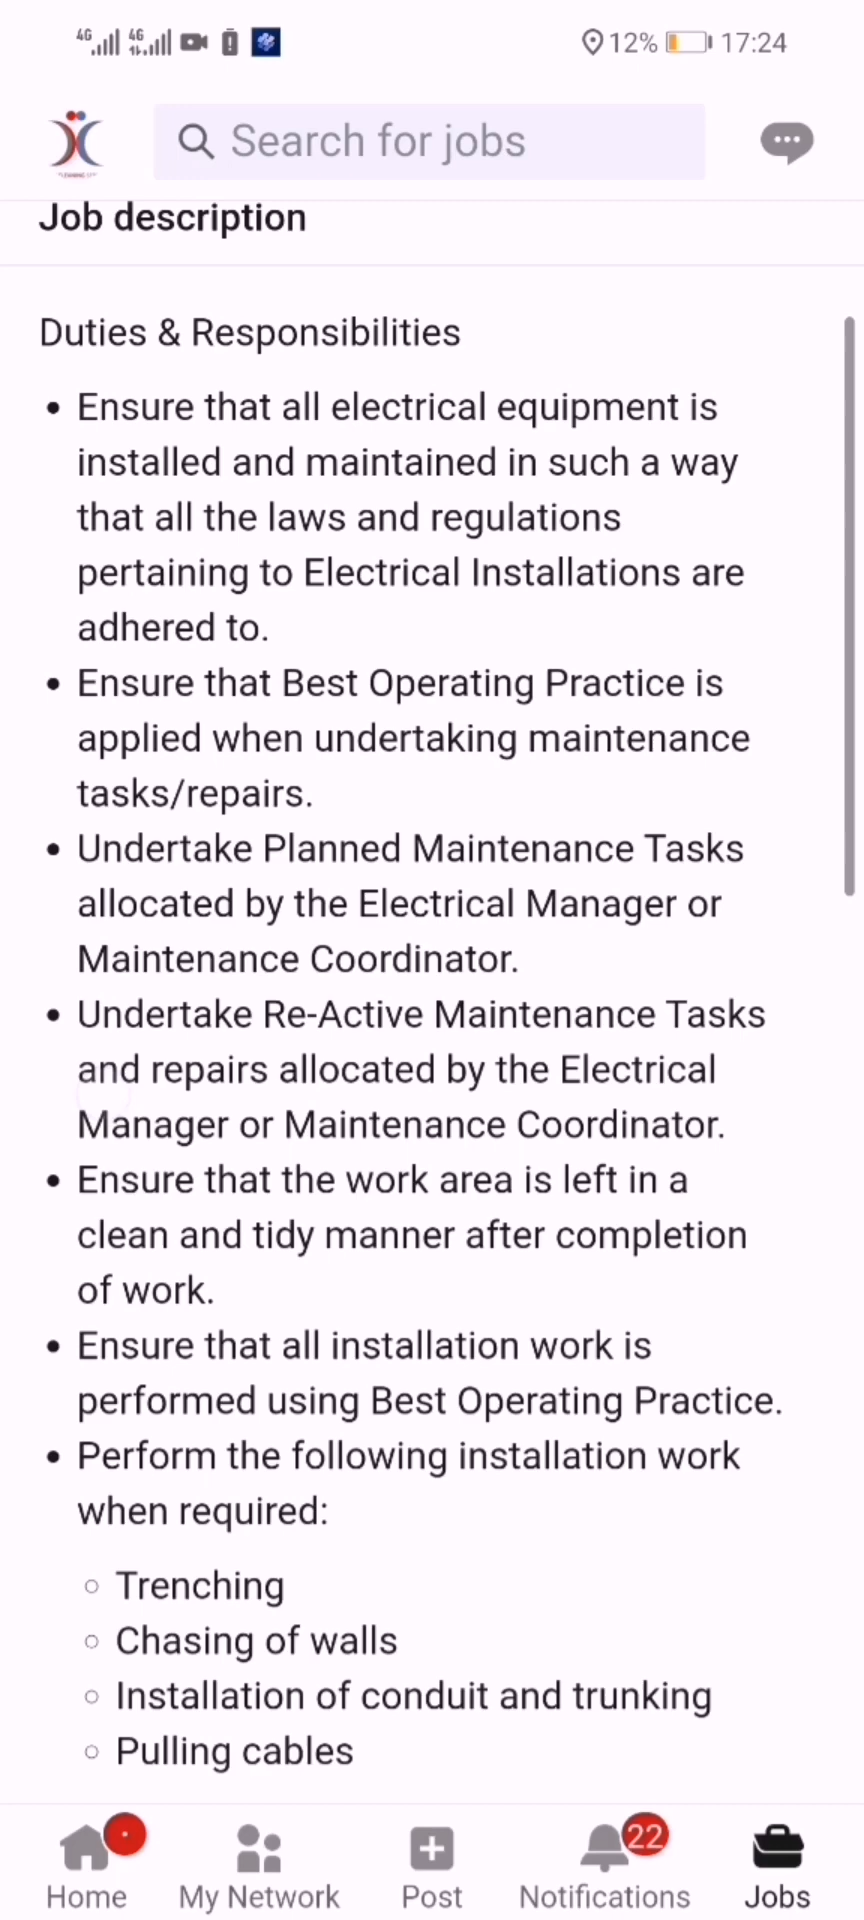 4G 4G 12% 17:24
Search for jobs
Job description
Duties & Responsibilities
• Ensure that all electrical equipment is
installed and maintained in such a way
that all the laws and regulations
pertaining to Electrical Installations are
adhered to.
• Ensure that Best Operating Practice is
applied when undertaking maintenance
tasks/repairs.
• Undertake Planned Maintenance Tasks
allocated by the Electrical Manager or
Maintenance Coordinator.
• Undertake Re-Active Maintenance Tasks
and repairs allocated by the Electrical
Manager or Maintenance Coordinator.
• Ensure that the work area is left in a
clean and tidy manner after completion
of work.
• Ensure that all installation work is
performed using Best Operating Practice.
• Perform the following installation work
when required:
○ Trenching
○ Chasing of walls
○ Installation of conduit and trunking
○ Pulling cables
22
Home My Network Post Notifications Jobs